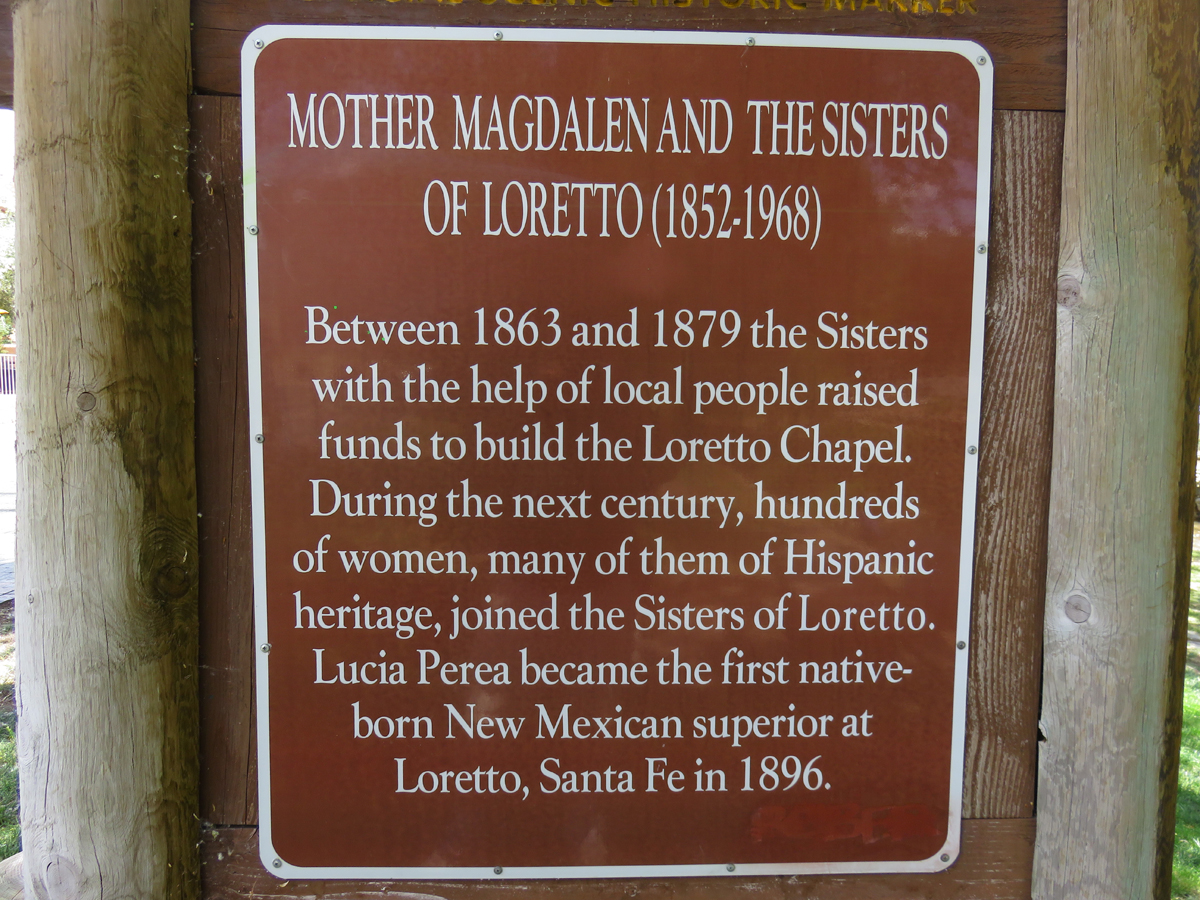 SCENIC HISTORIC MARKER
MOTHER MAGDALEN AND THE SISTERS
OF LORETTO (1852-1968)
Between 1863 and 1879 the Sisters
with the help of local people raised
funds to build the Loretto Chapel.
During the next century, hundreds
of women, many of them of Hispanic
heritage, joined the Sisters of Loretto.
Lucia Perea became the first native-
born New Mexican superior at
Loretto, Santa Fe in 1896.